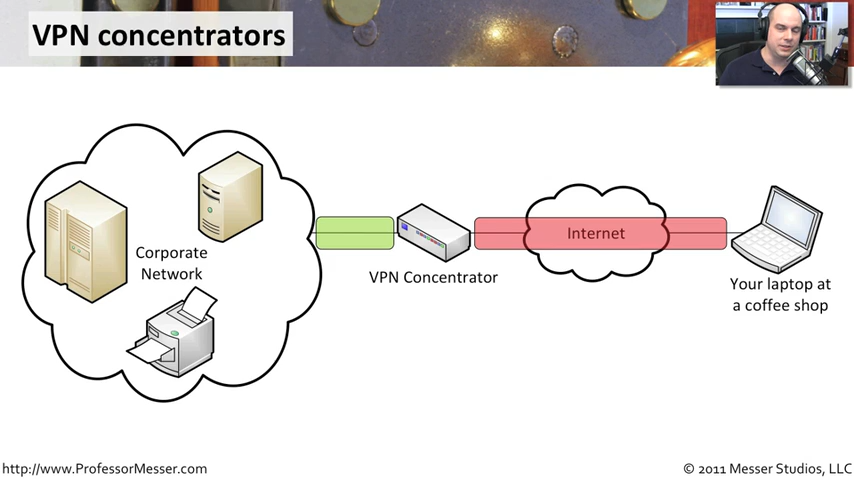 VPN concentrators
Corporate
Network
VPN Concentrator
Internet
Your laptop at
a coffee shop
http://www.ProfessorMesser.com
© 2011 Messer Studios, LLC